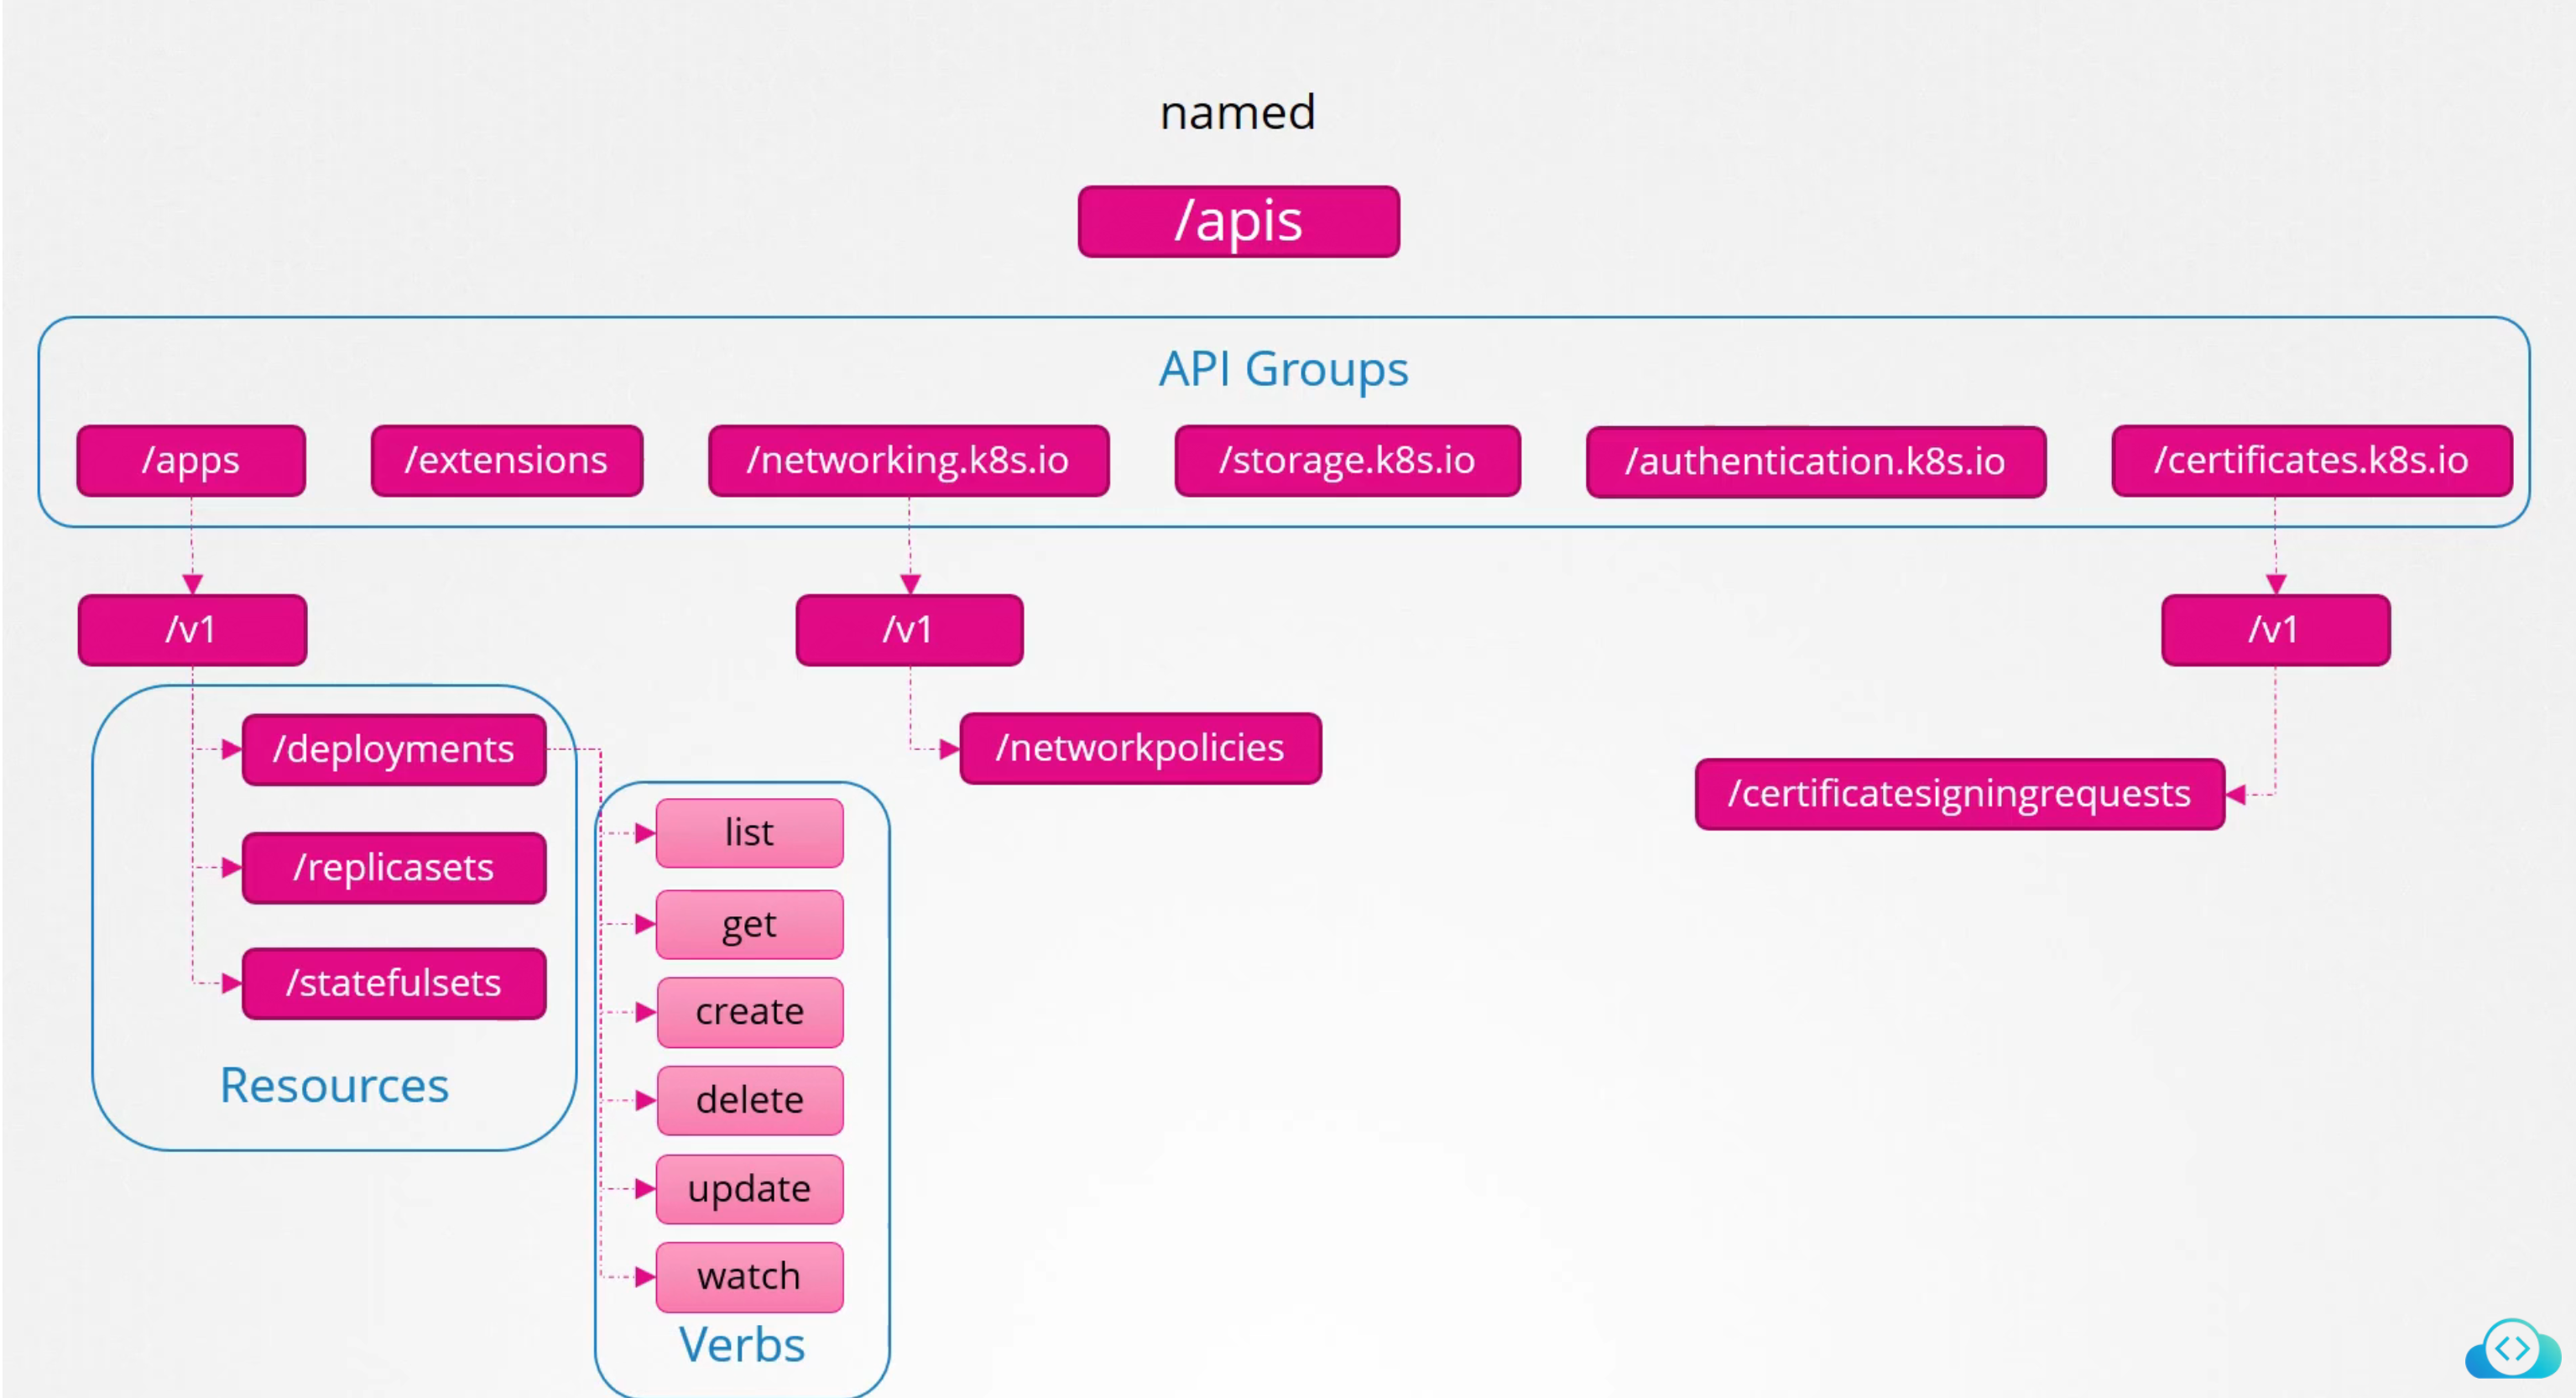 named
/apis
API Groups
/apps
/extensions
/networking.k8s.io
/storage.k8s.io
/authentication.k8s.io
/certificates.k8s.io
/v1
/v1
/v1
/deployments
/replicasets
/statefulsets
Resources
list
get
create
delete
update
watch
Verbs
/networkpolicies
/certificatesigningrequests